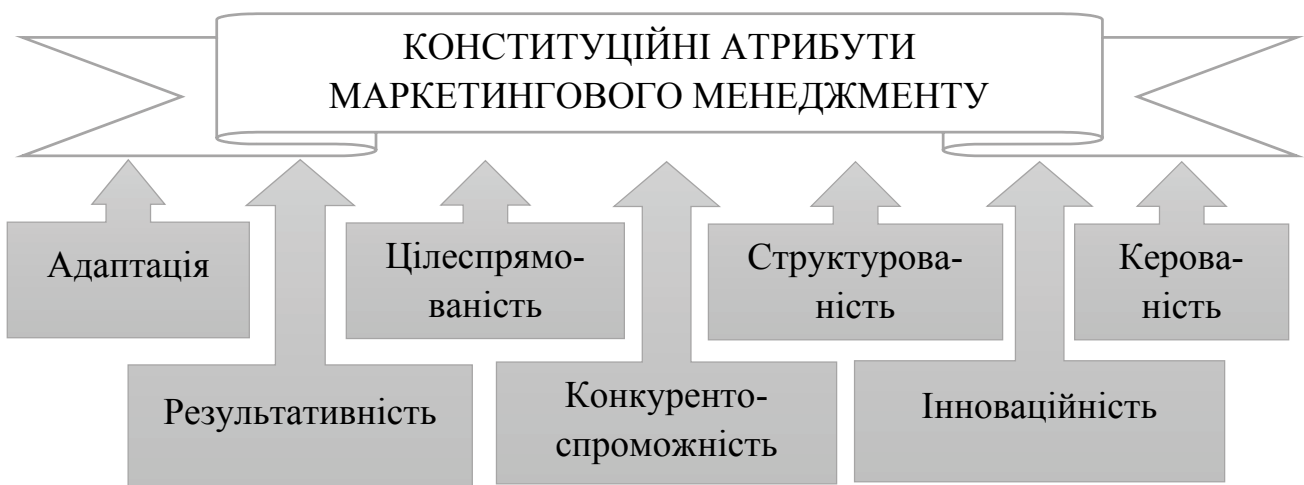 КОНСТИТУЦІЙНІ АТРИБУТИ
МАРКЕТИНГОВОГО МЕНЕДЖМЕНТУ
Адаптація
Цілеспрямо-
ваність
Структурова-
ність
Керова-
ність
Результативність
Конкуренто-
спроможність
Інноваційність